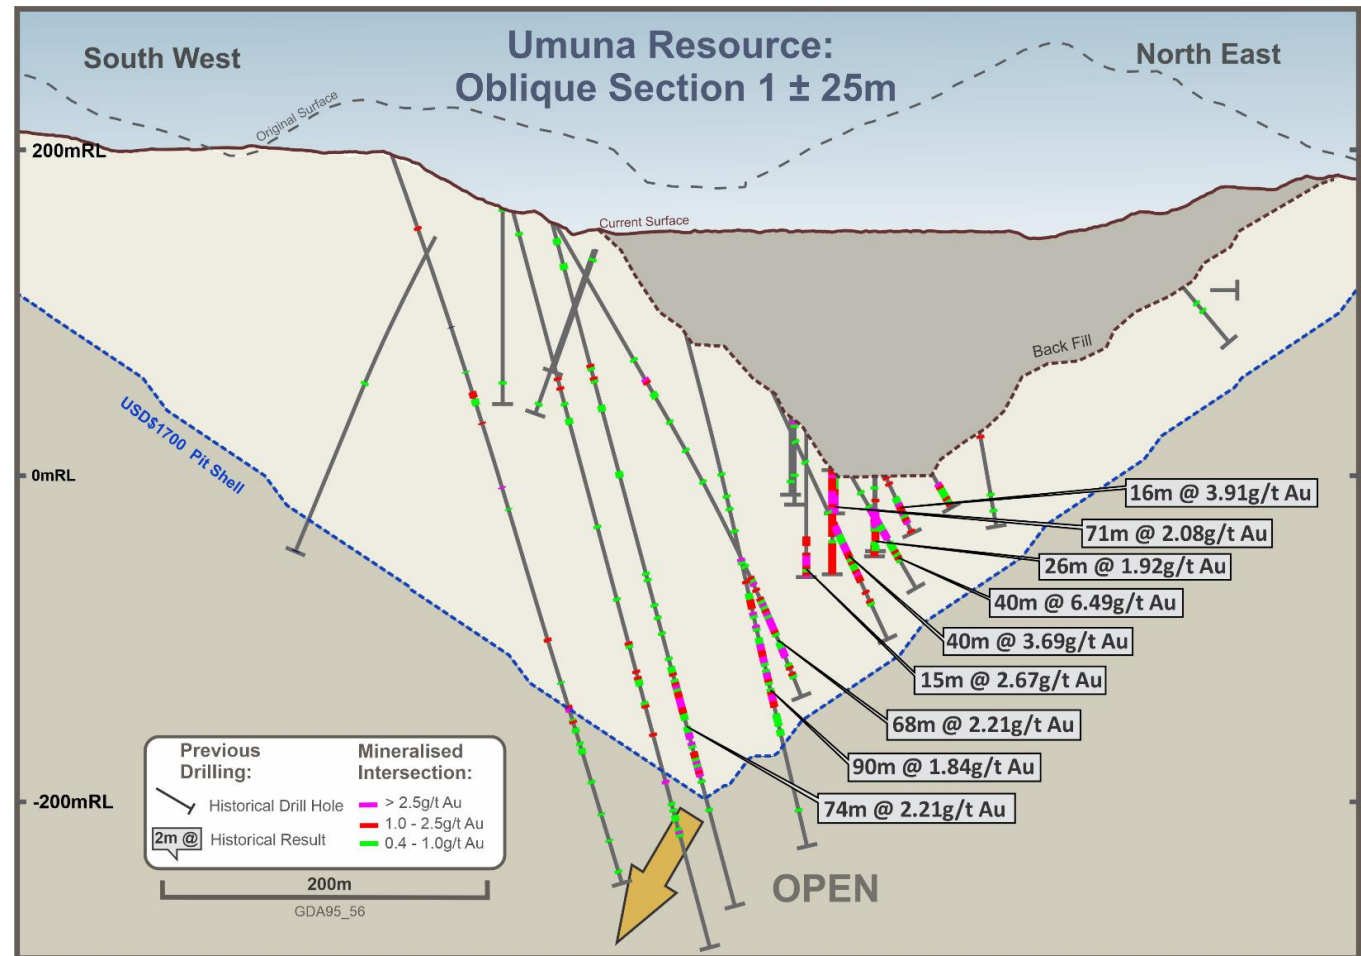 Umuna Resource:
Oblique Section 1 ± 25m
South West
North East
Original Surface
200mRL
Current Surface
Back Fill
USD$1700 Pit Shell
0mRL
16m @ 3.91g/t Au
71m @ 2.08g/t Au
26m @ 1.92g/t Au
40m @ 6.49g/t Au
40m @ 3.69g/t Au
15m @ 2.67g/t Au
68m @ 2.21g/t Au
90m @ 1.84g/t Au
74m @ 2.21g/t Au
-200mRL
Previous
Drilling:
Historical Drill Hole
2m @
Historical Result
Mineralised
Intersection:
> 2.5g/t Au
1.0 - 2.5g/t Au
0.4 - 1.0g/t Au
200m
GDA95_56
OPEN